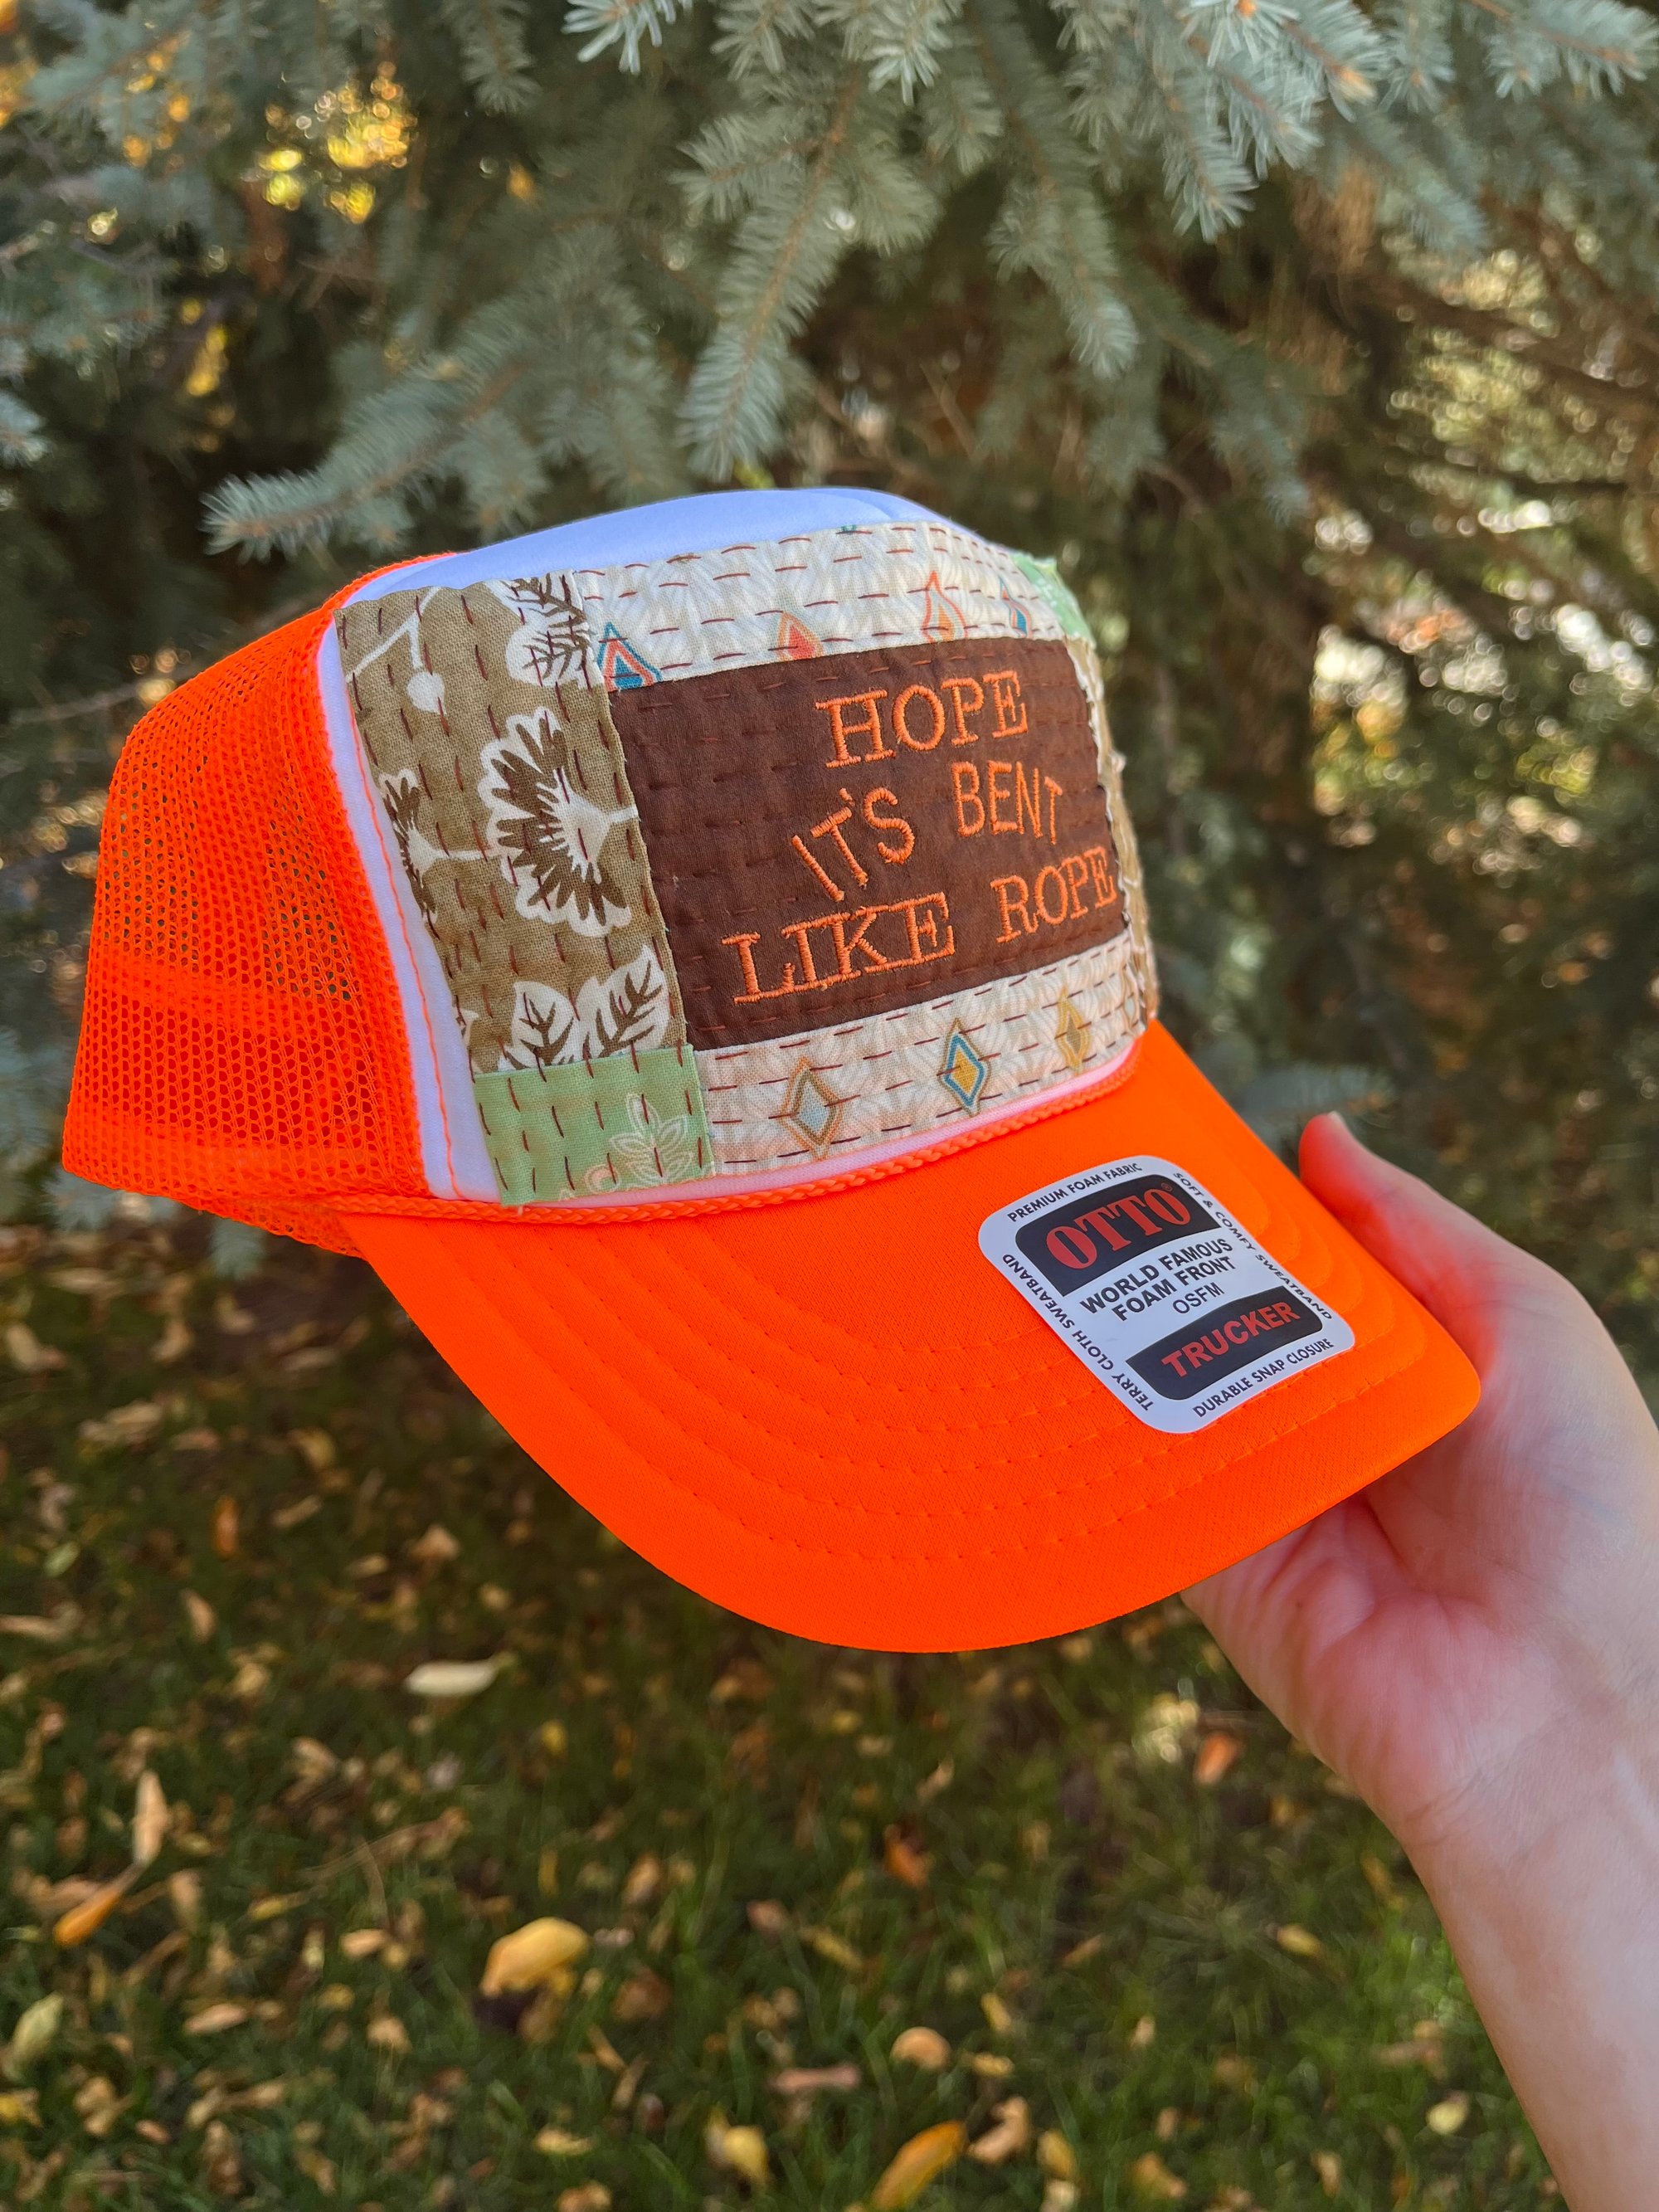 HOPE
IT'S BENT
LIKE ROPE
PREMIUM FOAM FABRIC
SOFT & COMFY SWEATBAND
OTTO®
WORLD FAMOUS
FOAM FRONT
OSFM
TRUCKER
DURABLE SNAP CLOSURE
TERRY CLOTH SWEATBAND